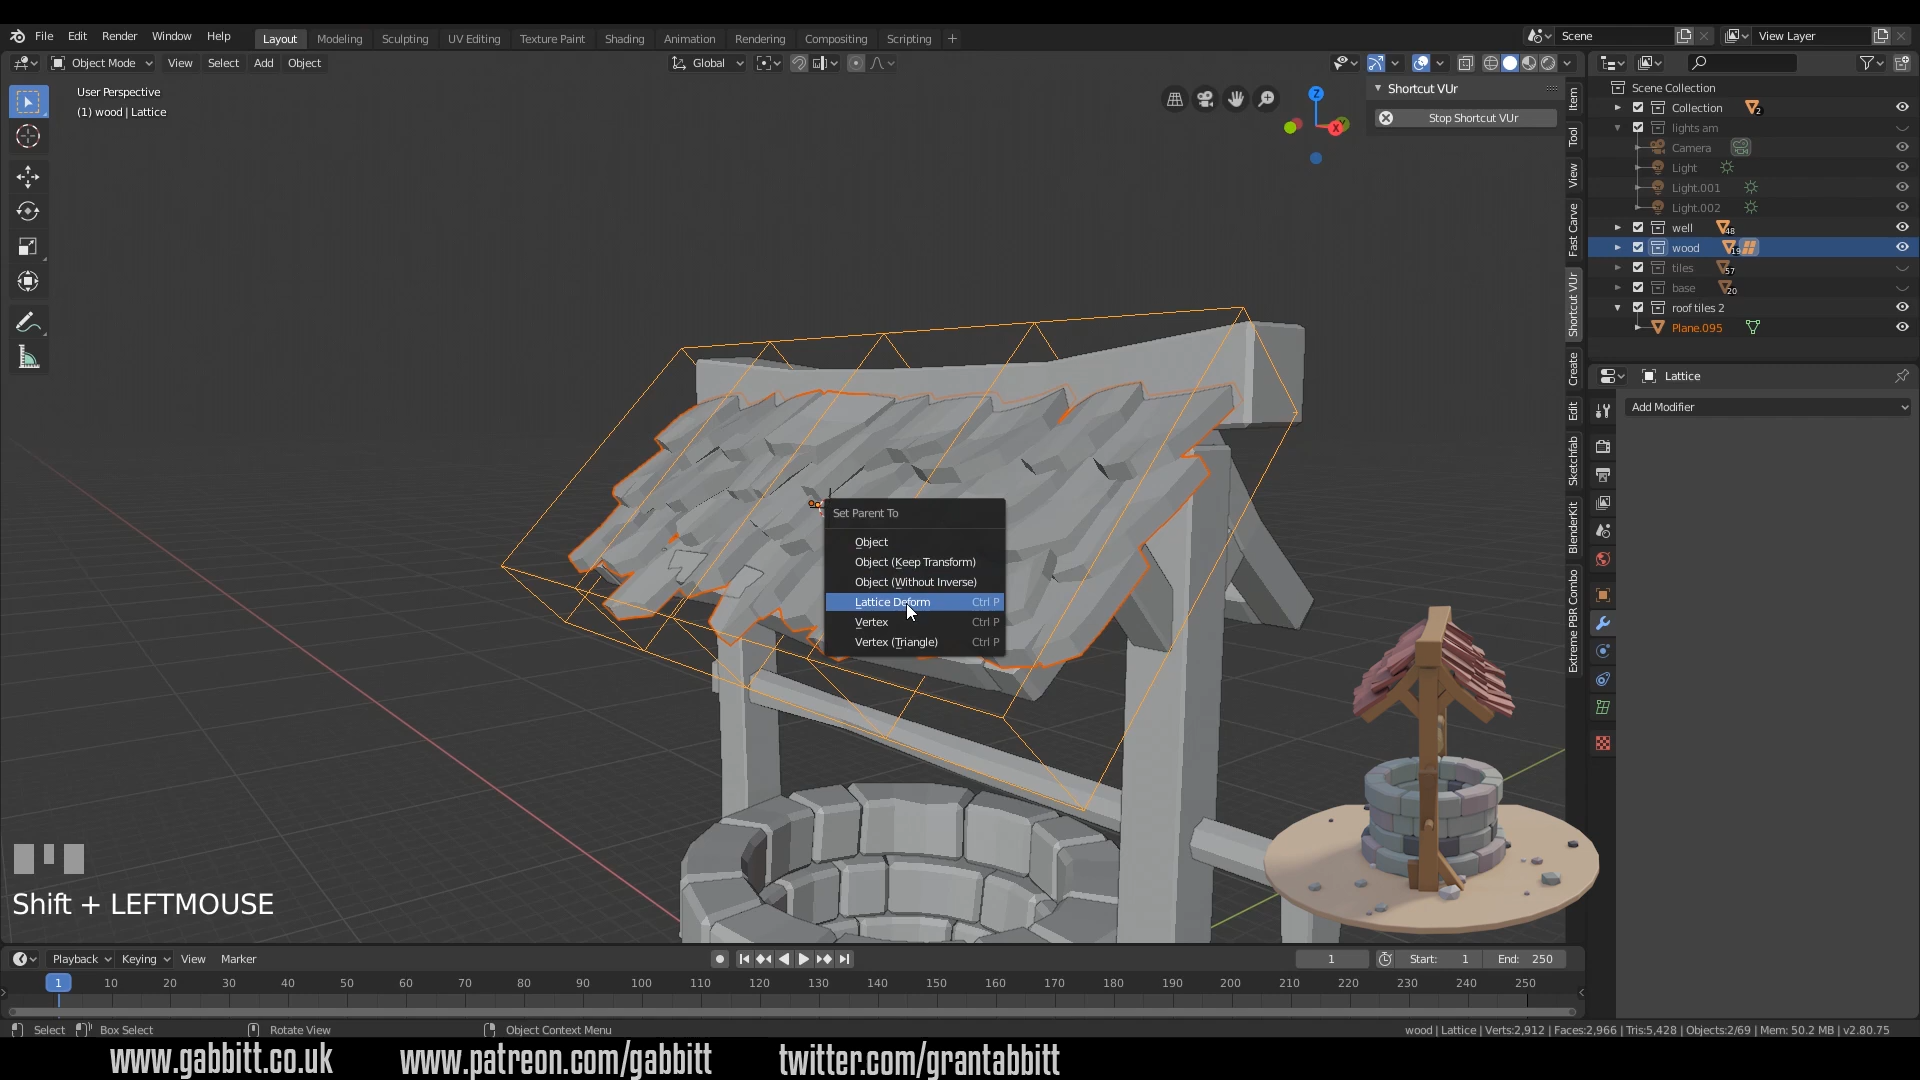 File Edit Render Window Help
Layout Modeling Sculpting UV Editing Texture Paint Shading Animation Rendering Compositing Scripting +
Scene
View Layer
Object Mode View Select Add Object
Global
User Perspective
(1) wood | Lattice
Z
X
Y
Shortcut VUr
Stop Shortcut VUr
Item
Tool
View
Fast Carve
Shortcut VUr
Create
Edit
Sketchfab
BlenderKit
Extreme PBR Combo
Scene Collection
Collection 2
lights am
Camera
Light
Light.001
Light.002
well 48
wood 19
tiles 57
base 20
roof tiles 2
Plane.095
Lattice
Add Modifier
Set Parent To
Object
Object (Keep Transform)
Object (Without Inverse)
Lattice Deform Ctrl P
Vertex Ctrl P
Vertex (Triangle) Ctrl P
Shift + LEFTMOUSE
Playback Keying View Marker
1
Start: 1
End: 250
1 10 20 30 40 50 60 70 80 90 100 110 120 130 140 150 160 170 180 190 200 210 220 230 240 250
Select Box Select Rotate View Object Context Menu
wood | Lattice | Verts:2,912 | Faces:2,966 | Tris:5,428 | Objects:2/69 | Mem: 50.2 MB | v2.80.75
www.gabbitt.co.uk www.patreon.com/gabbitt twitter.com/grantabbitt